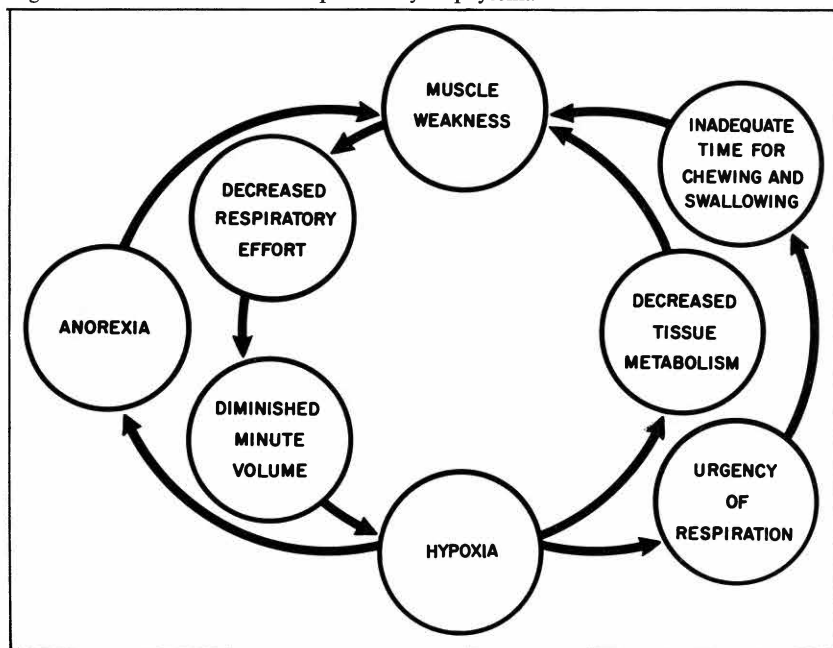 MUSCLE
WEAKNESS
INADEQUATE
TIME FOR
CHEWING AND
SWALLOWING
DECREASED
RESPIRATORY
EFFORT
ANOREXIA
DECREASED
TISSUE
METABOLISM
DIMINISHED
MINUTE
VOLUME
URGENCY
OF
RESPIRATION
HYPOXIA